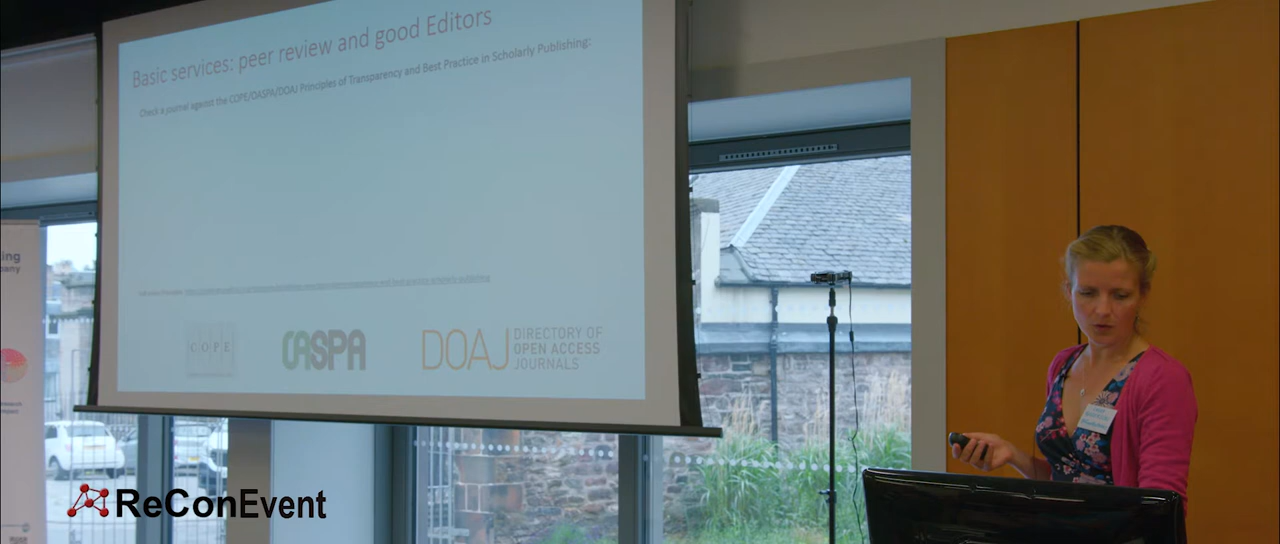 Basic services: peer review and good Editors
Check a journal against the COPE/OASPA/DOAJ Principles of Transparency and Best Practice in Scholarly Publishing:
COPE
OASPA
DOAJ
DIRECTORY OF
OPEN ACCESS
JOURNALS
ReConEvent